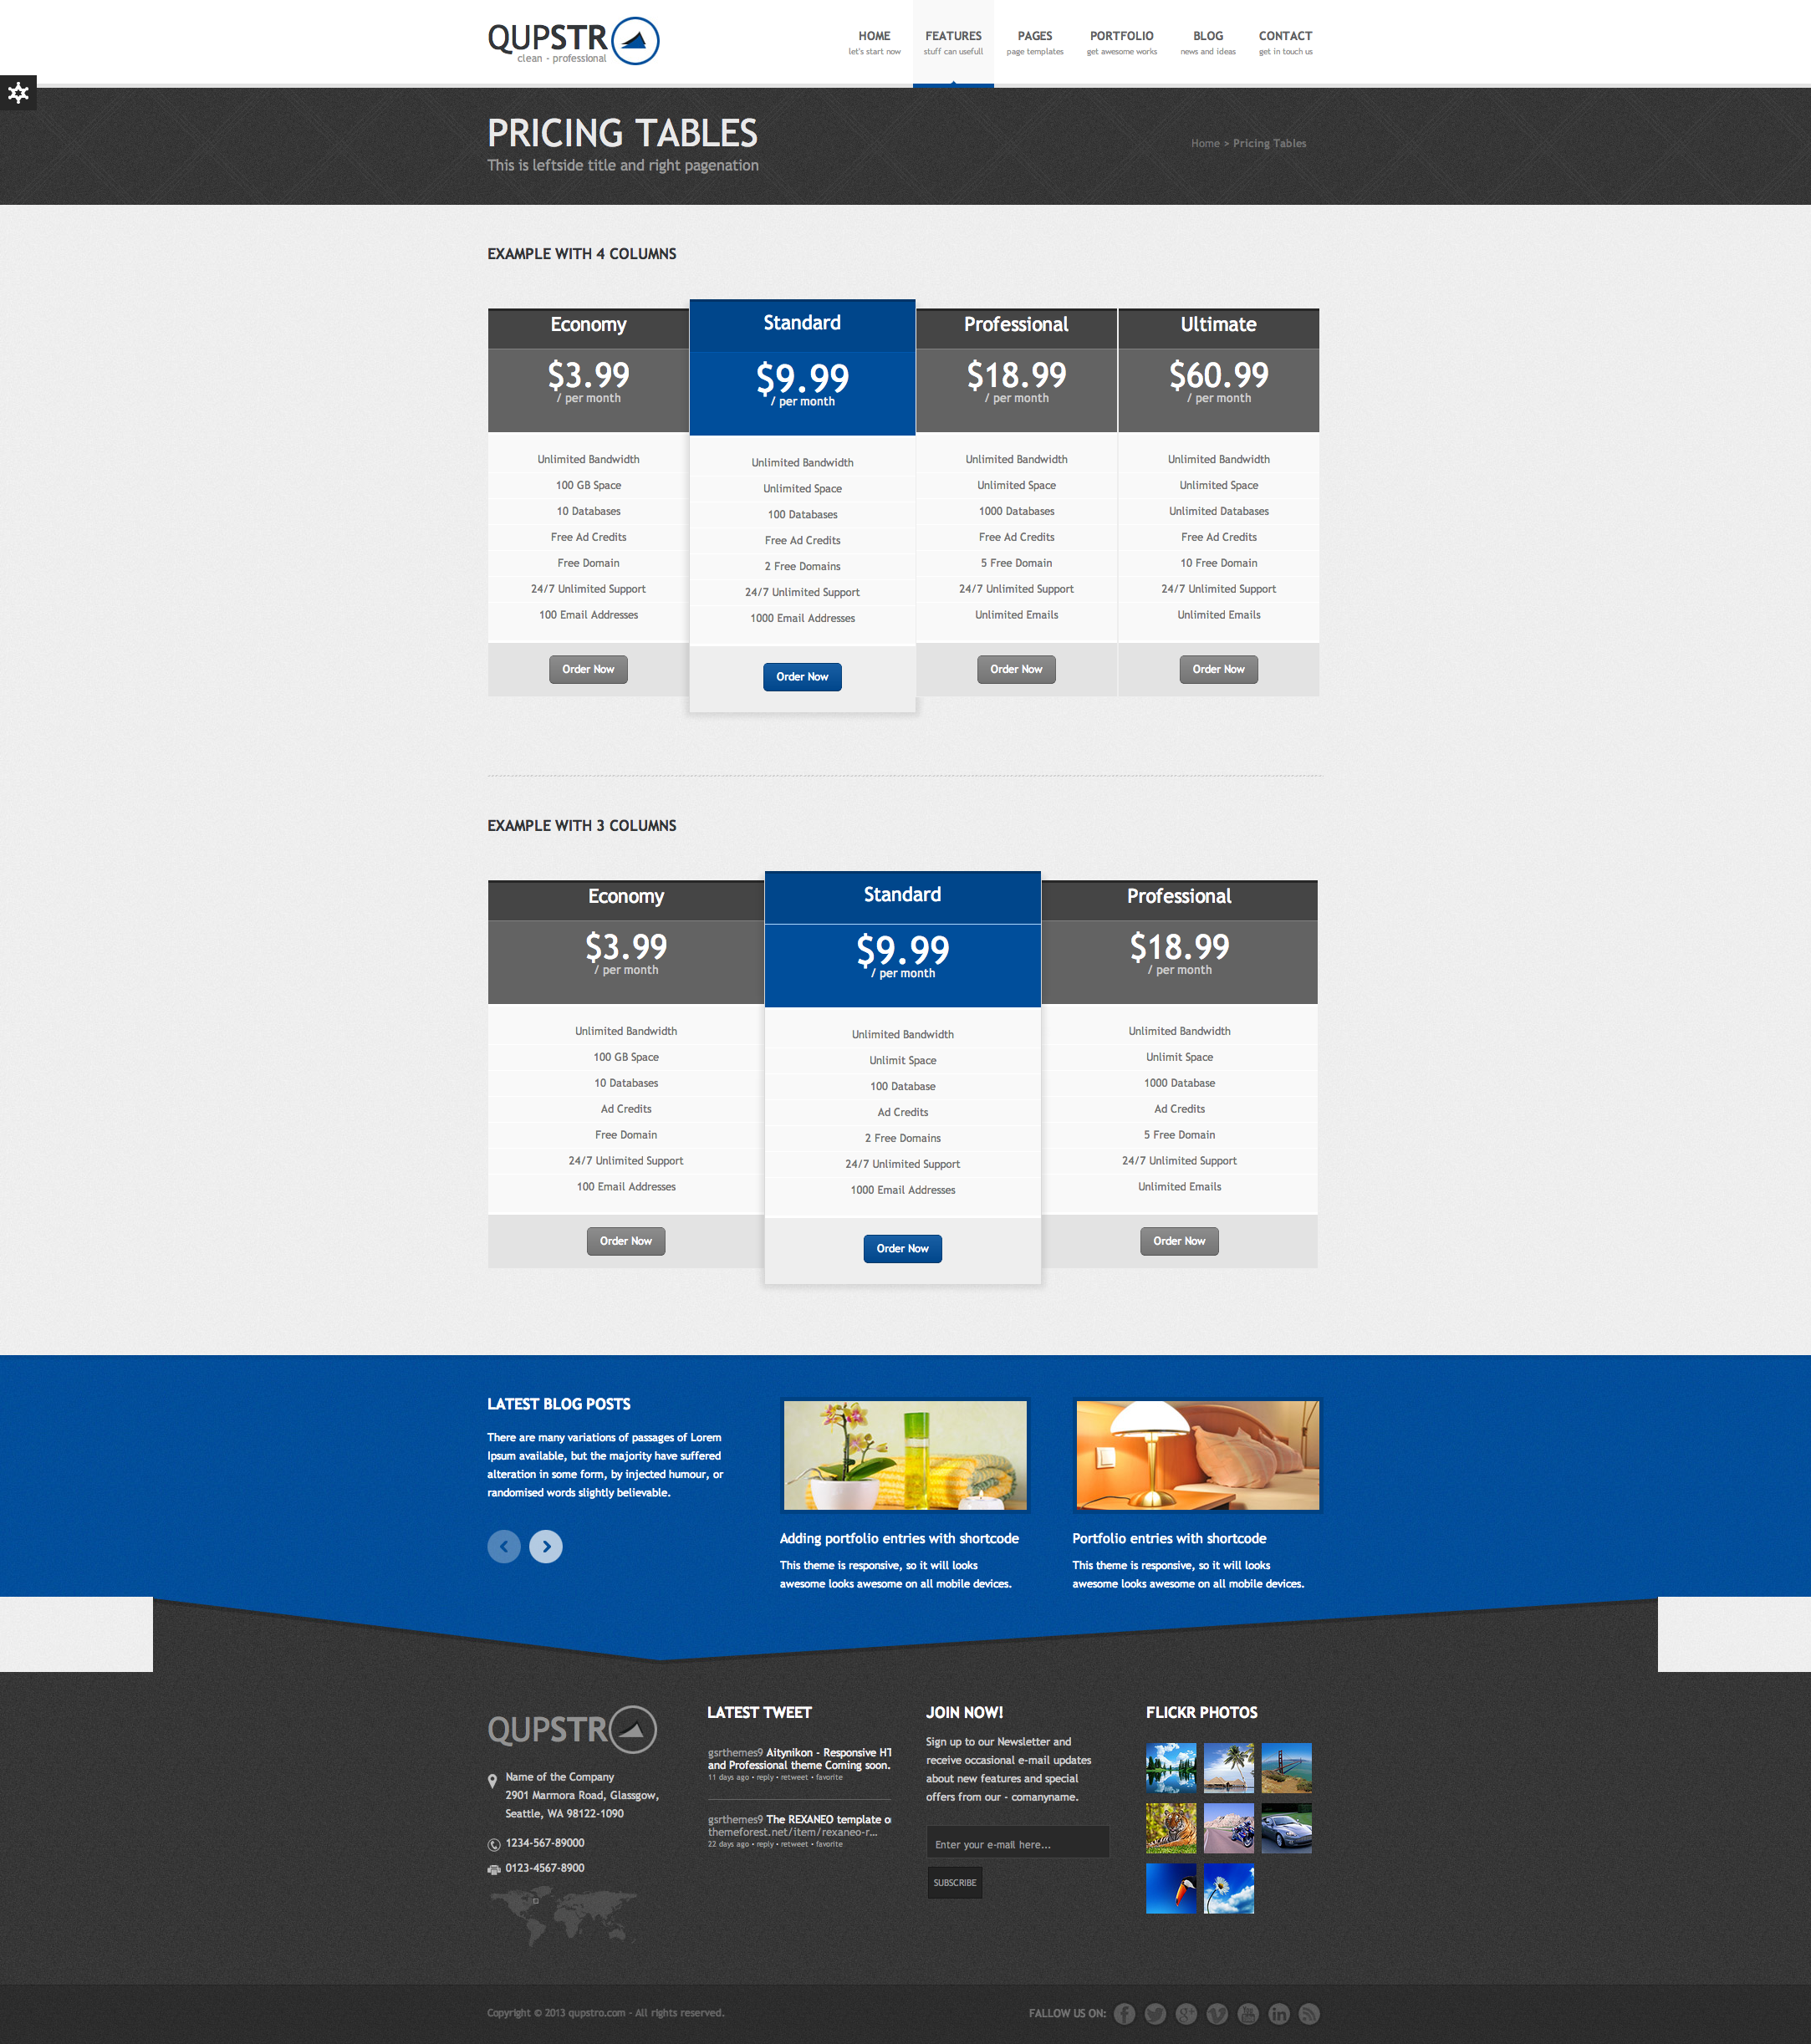 QUPSTR
clean - professional
HOME
let's start now
FEATURES
stuff can usefull
PAGES
page templates
PORTFOLIO
get awesome works
BLOG
news and ideas
CONTACT
get in touch us
PRICING TABLES
This is leftside title and right pagenation
Home > Pricing Tables
EXAMPLE WITH 4 COLUMNS
Economy
$3.99
/ per month
Unlimited Bandwidth
100 GB Space
10 Databases
Free Ad Credits
Free Domain
24/7 Unlimited Support
100 Email Addresses
Order Now
Standard
$9.99
/ per month
Unlimited Bandwidth
Unlimited Space
100 Databases
Free Ad Credits
2 Free Domains
24/7 Unlimited Support
1000 Email Addresses
Order Now
Professional
$18.99
/ per month
Unlimited Bandwidth
Unlimited Space
1000 Databases
Free Ad Credits
5 Free Domain
24/7 Unlimited Support
Unlimited Emails
Order Now
Ultimate
$60.99
/ per month
Unlimited Bandwidth
Unlimited Space
Unlimited Databases
Free Ad Credits
10 Free Domain
24/7 Unlimited Support
Unlimited Emails
Order Now
EXAMPLE WITH 3 COLUMNS
Economy
$3.99
/ per month
Unlimited Bandwidth
100 GB Space
10 Databases
Ad Credits
Free Domain
24/7 Unlimited Support
100 Email Addresses
Order Now
Standard
$9.99
/ per month
Unlimited Bandwidth
Unlimit Space
100 Database
Ad Credits
2 Free Domains
24/7 Unlimited Support
1000 Email Addresses
Order Now
Professional
$18.99
/ per month
Unlimited Bandwidth
Unlimit Space
1000 Database
Ad Credits
5 Free Domain
24/7 Unlimited Support
Unlimited Emails
Order Now
LATEST BLOG POSTS
There are many variations of passages of Lorem
Ipsum available, but the majority have suffered
alteration in some form, by injected humour, or
randomised words slightly believable.
Adding portfolio entries with shortcode
This theme is responsive, so it will looks
awesome looks awesome on all mobile devices.
Portfolio entries with shortcode
This theme is responsive, so it will looks
awesome looks awesome on all mobile devices.
QUPSTR
Name of the Company
2901 Marmora Road, Glassgow,
Seattle, WA 98122-1090
1234-567-89000
0123-4567-8900
LATEST TWEET
gsrthemes9 Aitynikon - Responsive HT
and Professional theme Coming soon.
11 days ago • reply • retweet • favorite
gsrthemes9 The REXANEO template o
themeforest.net/item/rexaneo-r...
22 days ago • reply • retweet • favorite
JOIN NOW!
Sign up to our Newsletter and
receive occasional e-mail updates
about new features and special
offers from our - comanyname.
Enter your e-mail here...
SUBSCRIBE
FLICKR PHOTOS
Copyright © 2013 qupstro.com - All rights reserved.
FALLOW US ON: